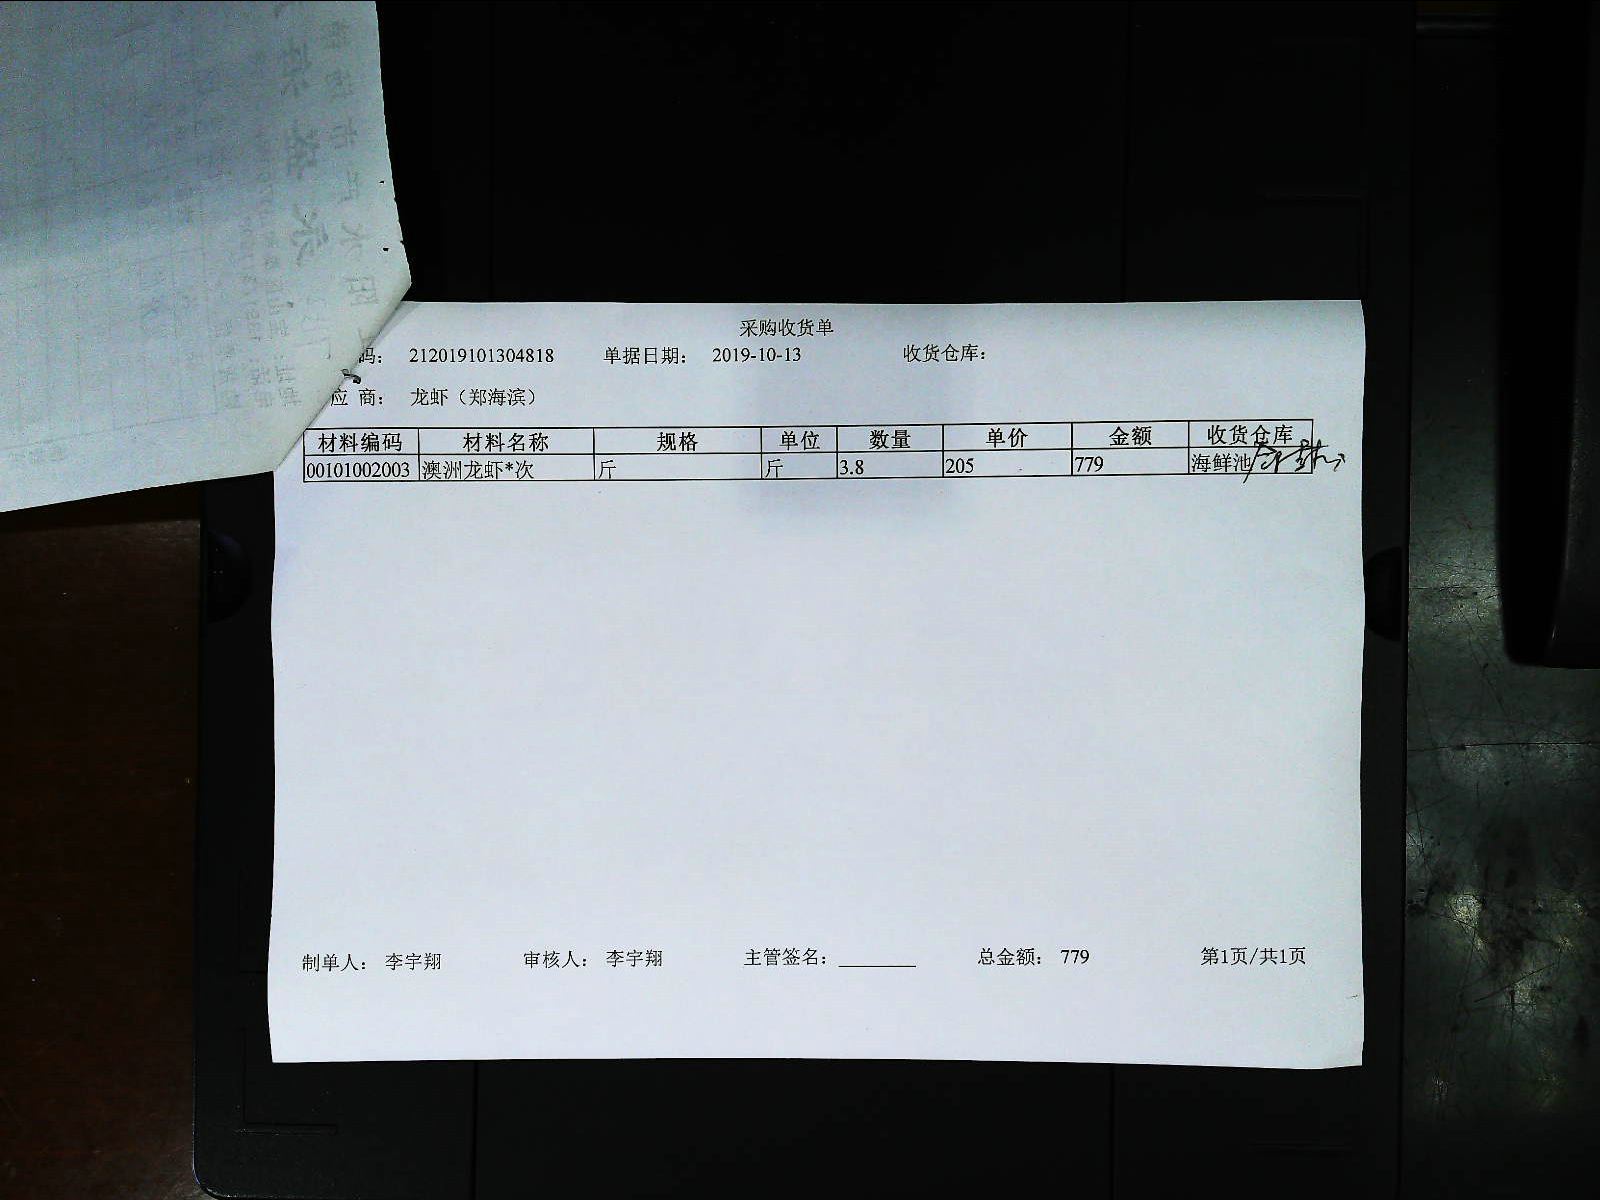 采购收货单
码： 212019101304818 单据日期： 2019-10-13 收货仓库：
应 商： 龙虾（郑海滨）
材料编码 材料名称 规格 单位 数量 单价 金额 收货仓库
00101002003 澳洲龙虾*次 斤 斤 3.8 205 779 海鲜池
制单人： 李宇翔 审核人： 李宇翔 主管签名：________ 总金额： 779 第1页/共1页